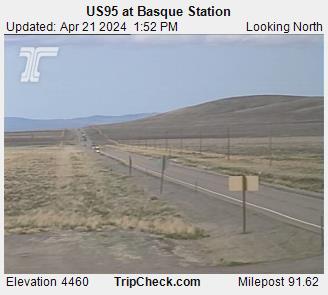 US95 at Basque Station
Updated: Apr 21 2024 1:52 PM Looking North
Elevation 4460 TripCheck.com Milepost 91.62